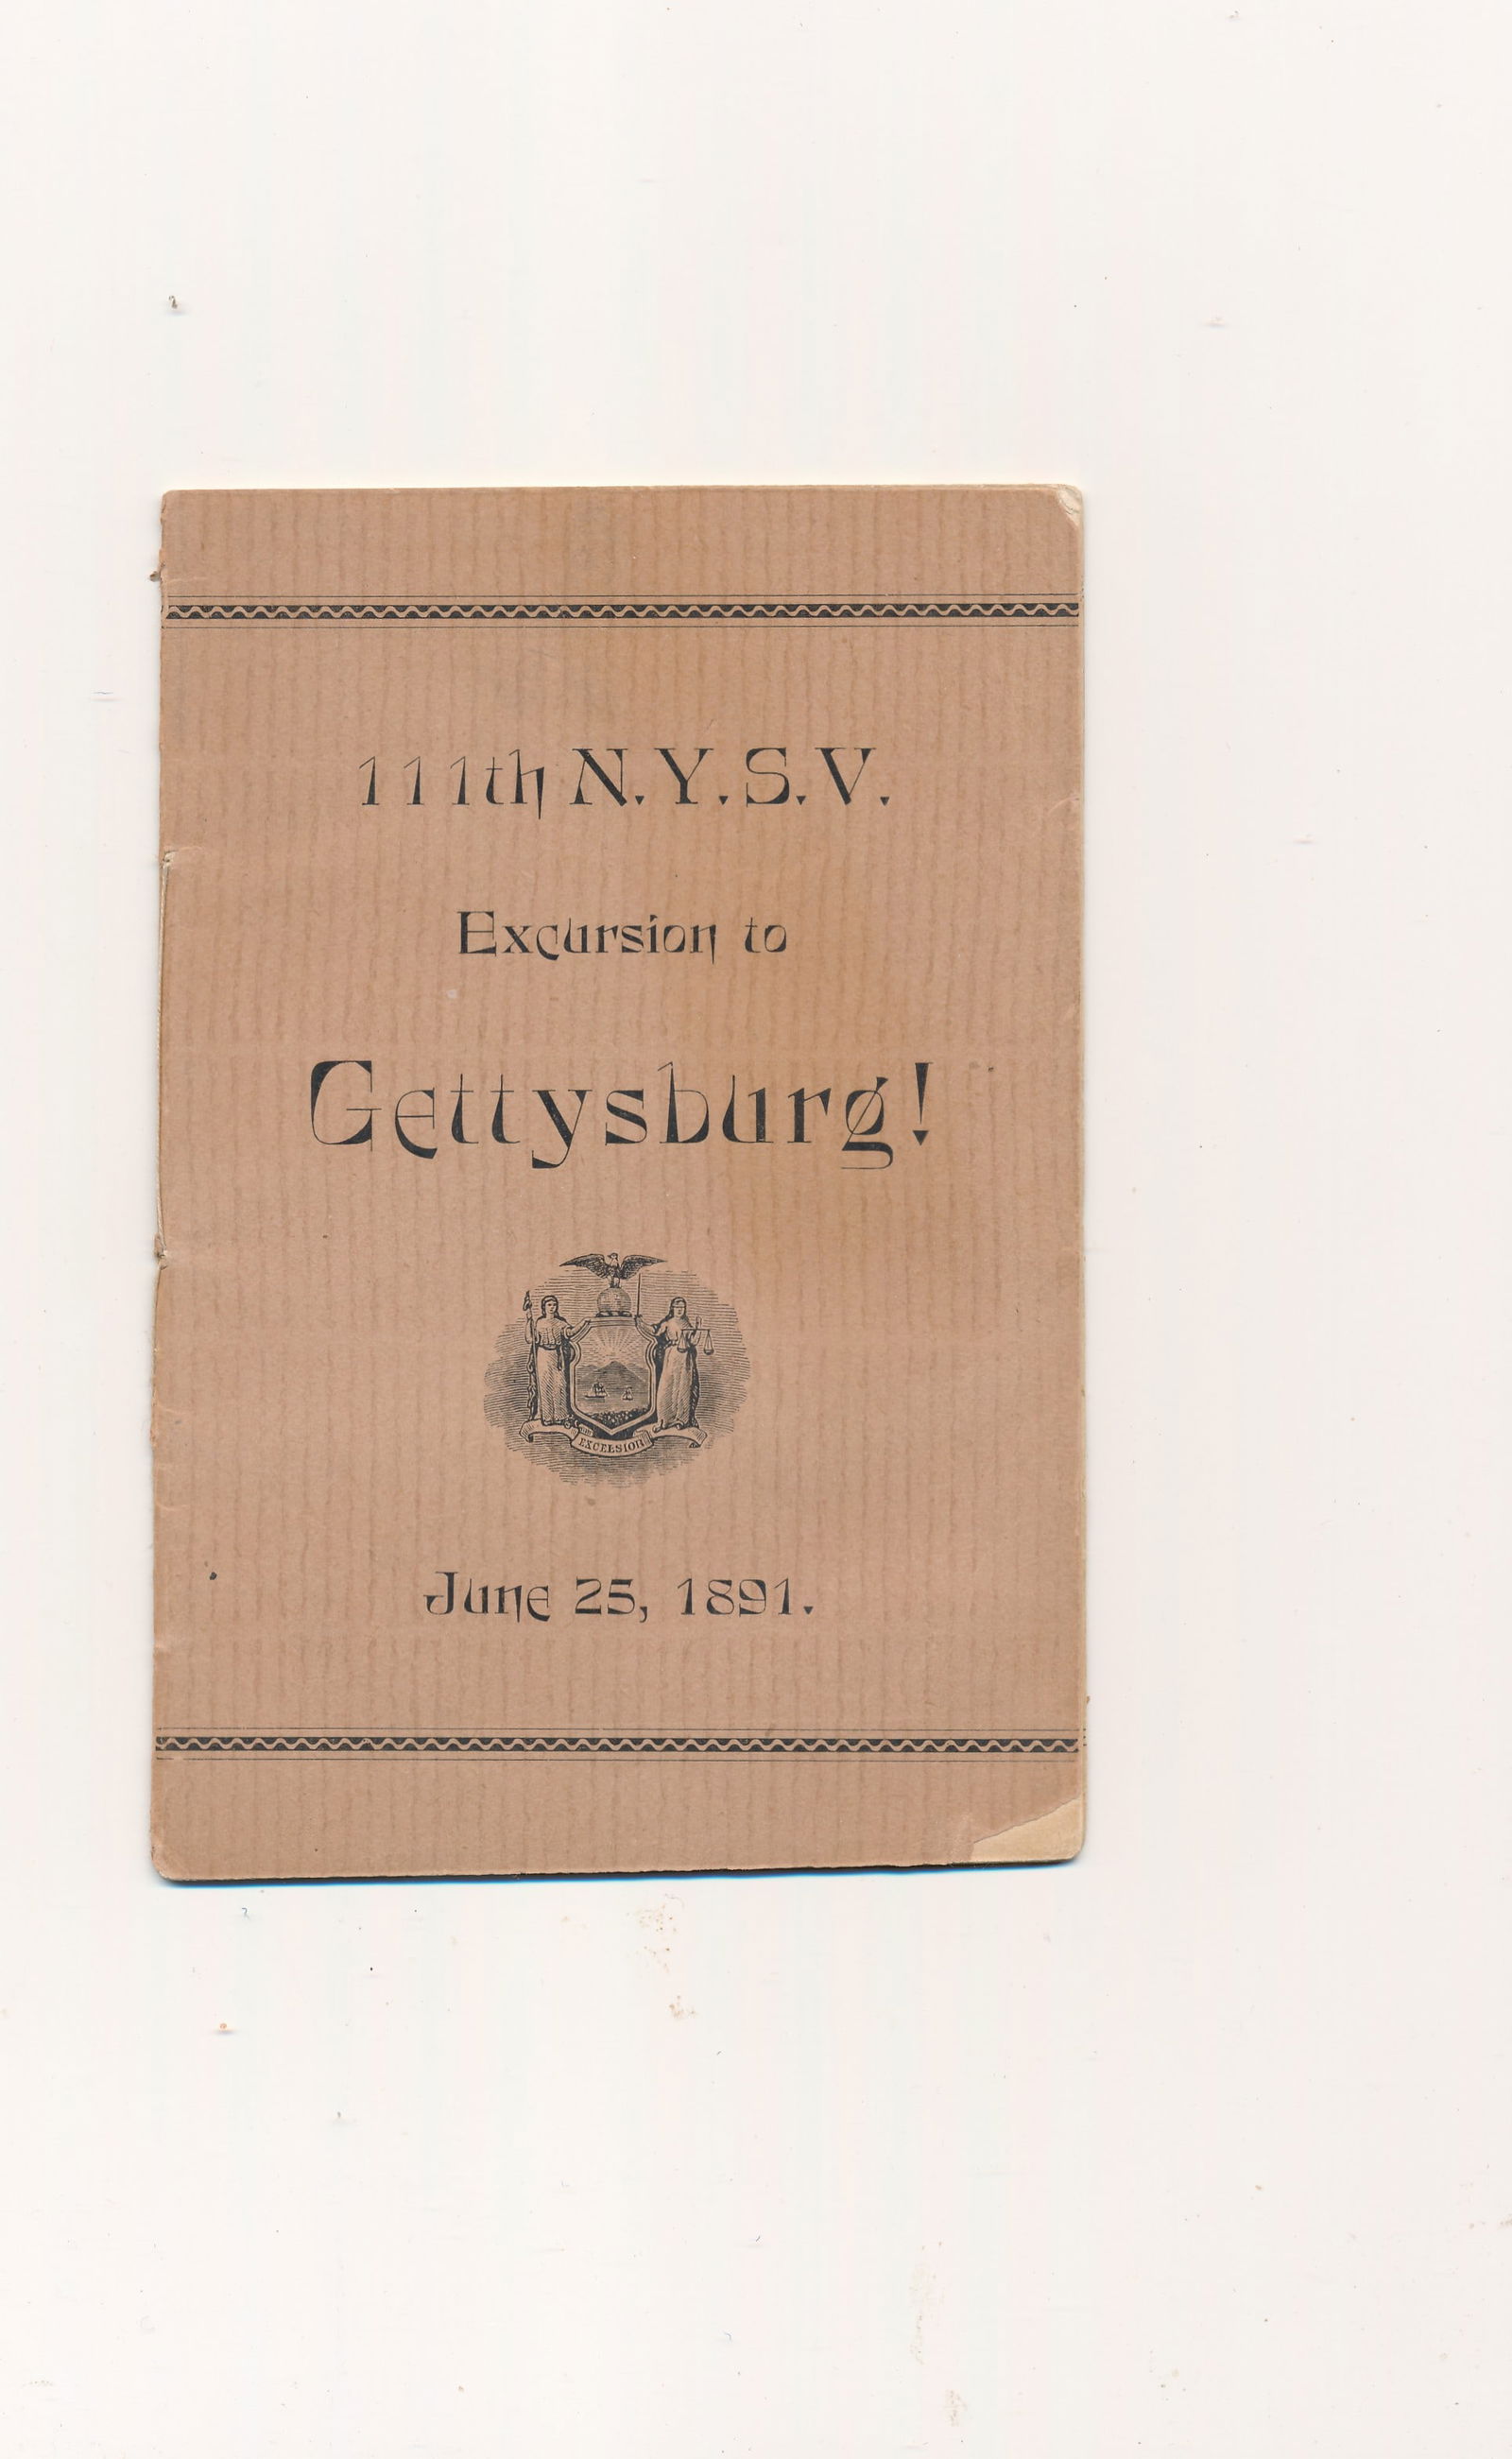 111th N.Y.S.V.
Excursion to
Gettysburg!
EXCELSIOR
June 25, 1891.